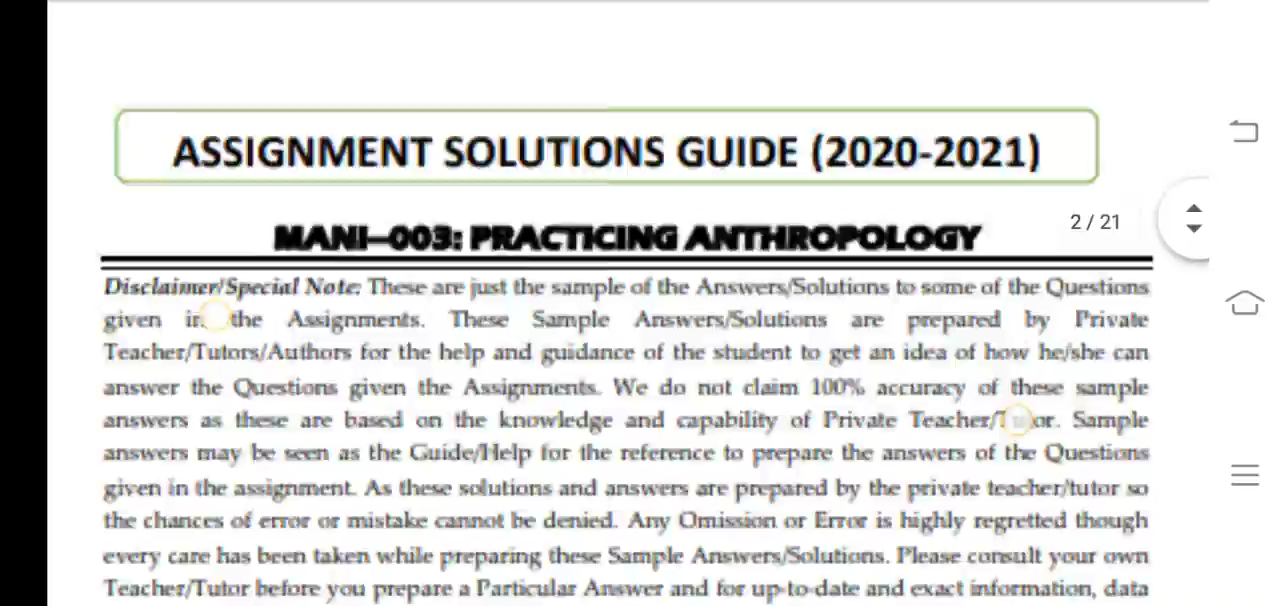 ASSIGNMENT SOLUTIONS GUIDE (2020-2021)
MANI–003: PRACTICING ANTHROPOLOGY
2 / 21
Disclaimer/Special Note: These are just the sample of the Answers/Solutions to some of the Questions
given in the Assignments. These Sample Answers/Solutions are prepared by Private
Teacher/Tutors/Authors for the help and guidance of the student to get an idea of how he/she can
answer the Questions given the Assignments. We do not claim 100% accuracy of these sample
answers as these are based on the knowledge and capability of Private Teacher/Tutor. Sample
answers may be seen as the Guide/Help for the reference to prepare the answers of the Questions
given in the assignment. As these solutions and answers are prepared by the private teacher/tutor so
the chances of error or mistake cannot be denied. Any Omission or Error is highly regretted though
every care has been taken while preparing these Sample Answers/Solutions. Please consult your own
Teacher/Tutor before you prepare a Particular Answer and for up-to-date and exact information, data